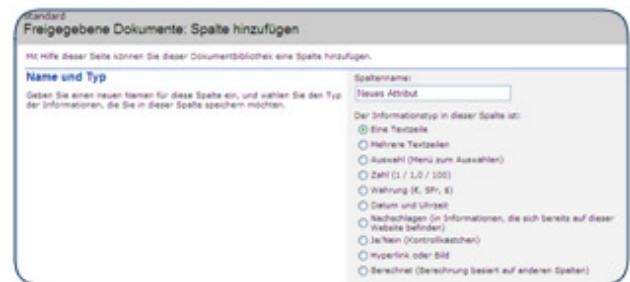 Standard
Freigegebene Dokumente: Spalte hinzufügen
Mit Hilfe dieser Seite können Sie dieser Dokumentbibliothek eine Spalte hinzufügen.
Name und Typ
Geben Sie einen neuen Namen für diese Spalte ein, und wählen Sie den Typ
der Informationen, die Sie in dieser Spalte speichern möchten.
Spaltenname:
Neues Attribut
Der Informationstyp in dieser Spalte ist:
Eine Textzeile
Mehrere Textzeilen
Auswahl (Menü zum Auswählen)
Zahl (1 / 1,0 / 100)
Währung (€, SFr, $)
Datum und Uhrzeit
Nachschlagen (in Informationen, die sich bereits auf dieser
Website befinden)
Ja/Nein (Kontrollkästchen)
Hyperlink oder Bild
Berechnet (Berechnung basiert auf anderen Spalten)